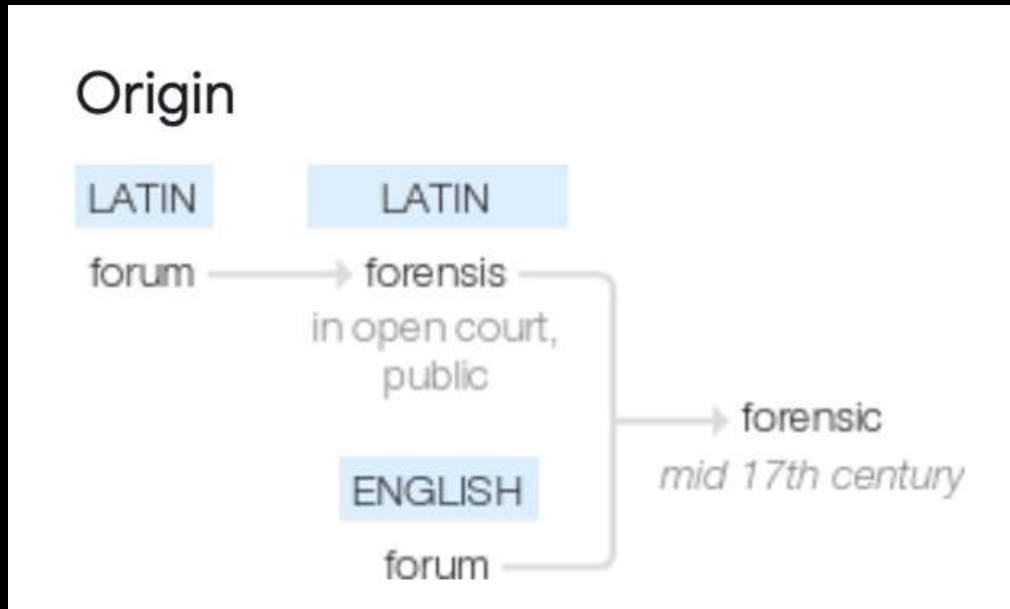 Origin
LATIN LATIN
forum forensis
in open court,
public
forensic
mid 17th century
ENGLISH
forum